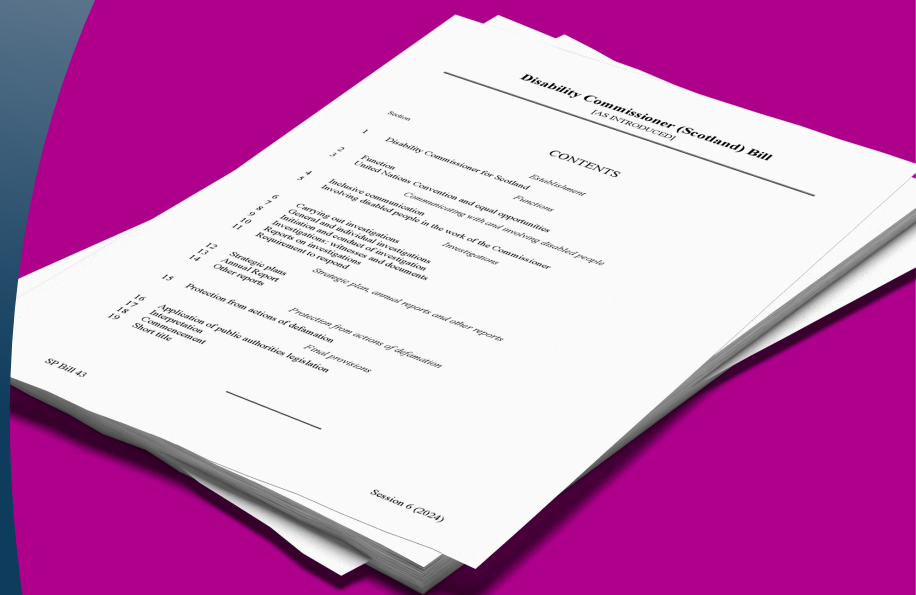 Disability Commissioner (Scotland) Bill
[AS INTRODUCED]
CONTENTS
Section
Establishment
1 Disability Commissioner for Scotland
Functions
2 Function
3 United Nations Convention and equal opportunities
Communicating with and involving disabled people
4 Inclusive communication
5 Involving disabled people in the work of the Commissioner
Investigations
6 Carrying out investigations
7 General and individual investigations
8 Initiation and conduct of investigation
9 Investigations: witnesses and documents
10 Reports on investigations
11 Requirement to respond
Strategic plan, annual reports and other reports
12 Strategic plans
13 Annual Report
14 Other reports
Protection from actions of defamation
15 Protection from actions of defamation
Final provisions
16 Application of public authorities legislation
17 Interpretation
18 Commencement
19 Short title
SP Bill 43
Session 6 (2024)